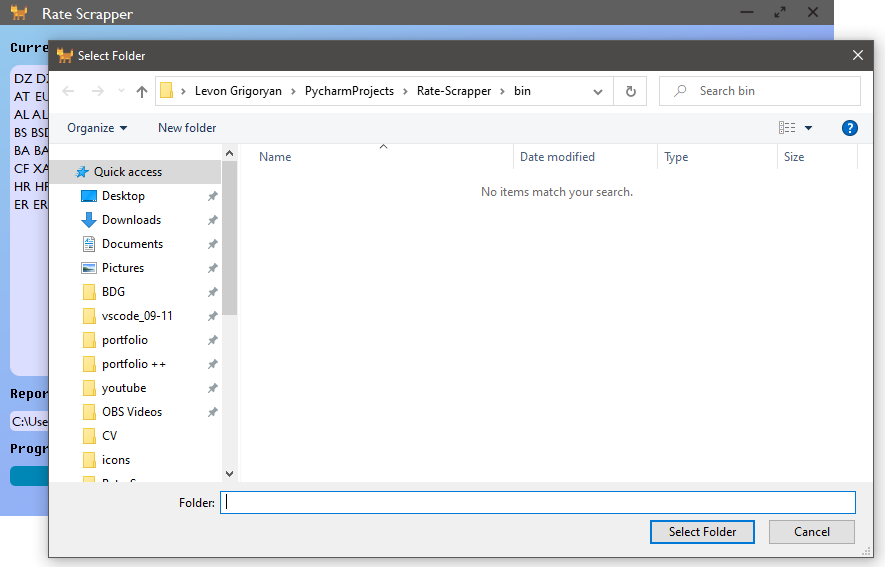 Rate Scrapper
Curre
Select Folder
Levon Grigoryan > PycharmProjects > Rate-Scrapper > bin
Search bin
Organize
New folder
?
DZ DZ
AT EU
AL AL
BS BSD
BA BA
CF XA
HR HR
ER ER
Quick access
Desktop
Downloads
Documents
Pictures
BDG
vscode_09-11
portfolio
portfolio ++
youtube
OBS Videos
CV
icons
Name
Date modified
Type
Size
No items match your search.
Repor
C:\Use
Progr
Folder:
Select Folder
Cancel